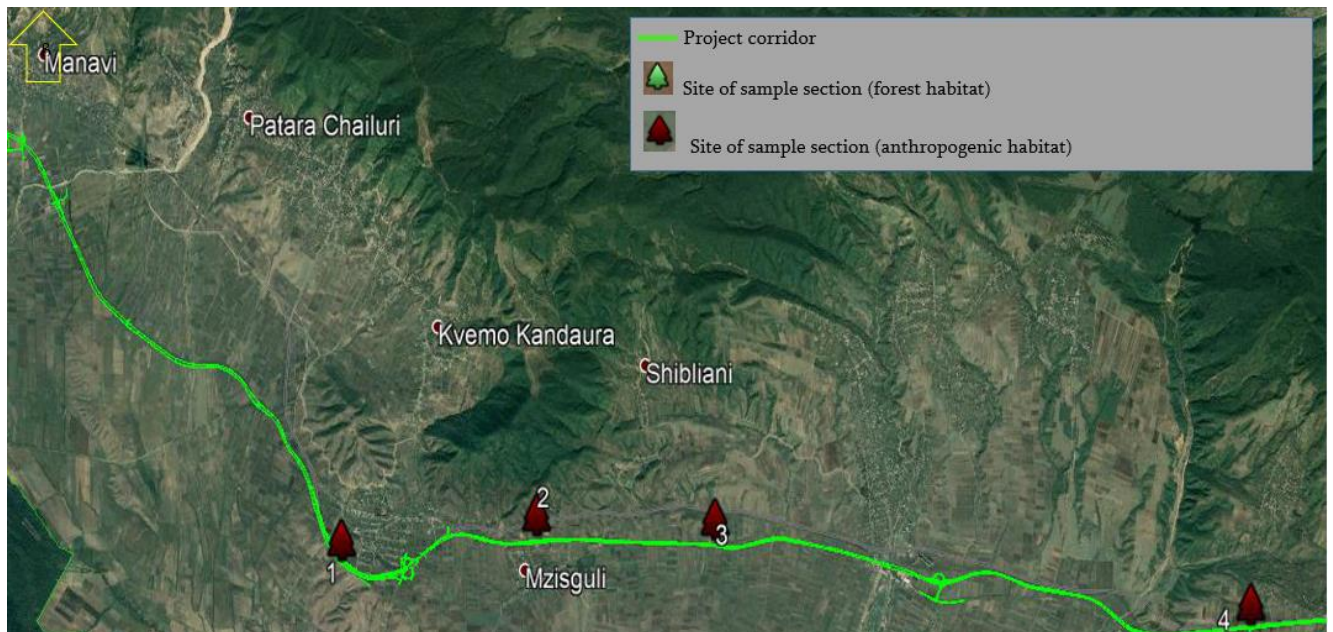 Project corridor
Site of sample section (forest habitat)
Site of sample section (anthropogenic habitat)
Manavi
Patara Chailuri
Kvemo Kandaura
Shibliani
2
3
1
Mzisguli
4